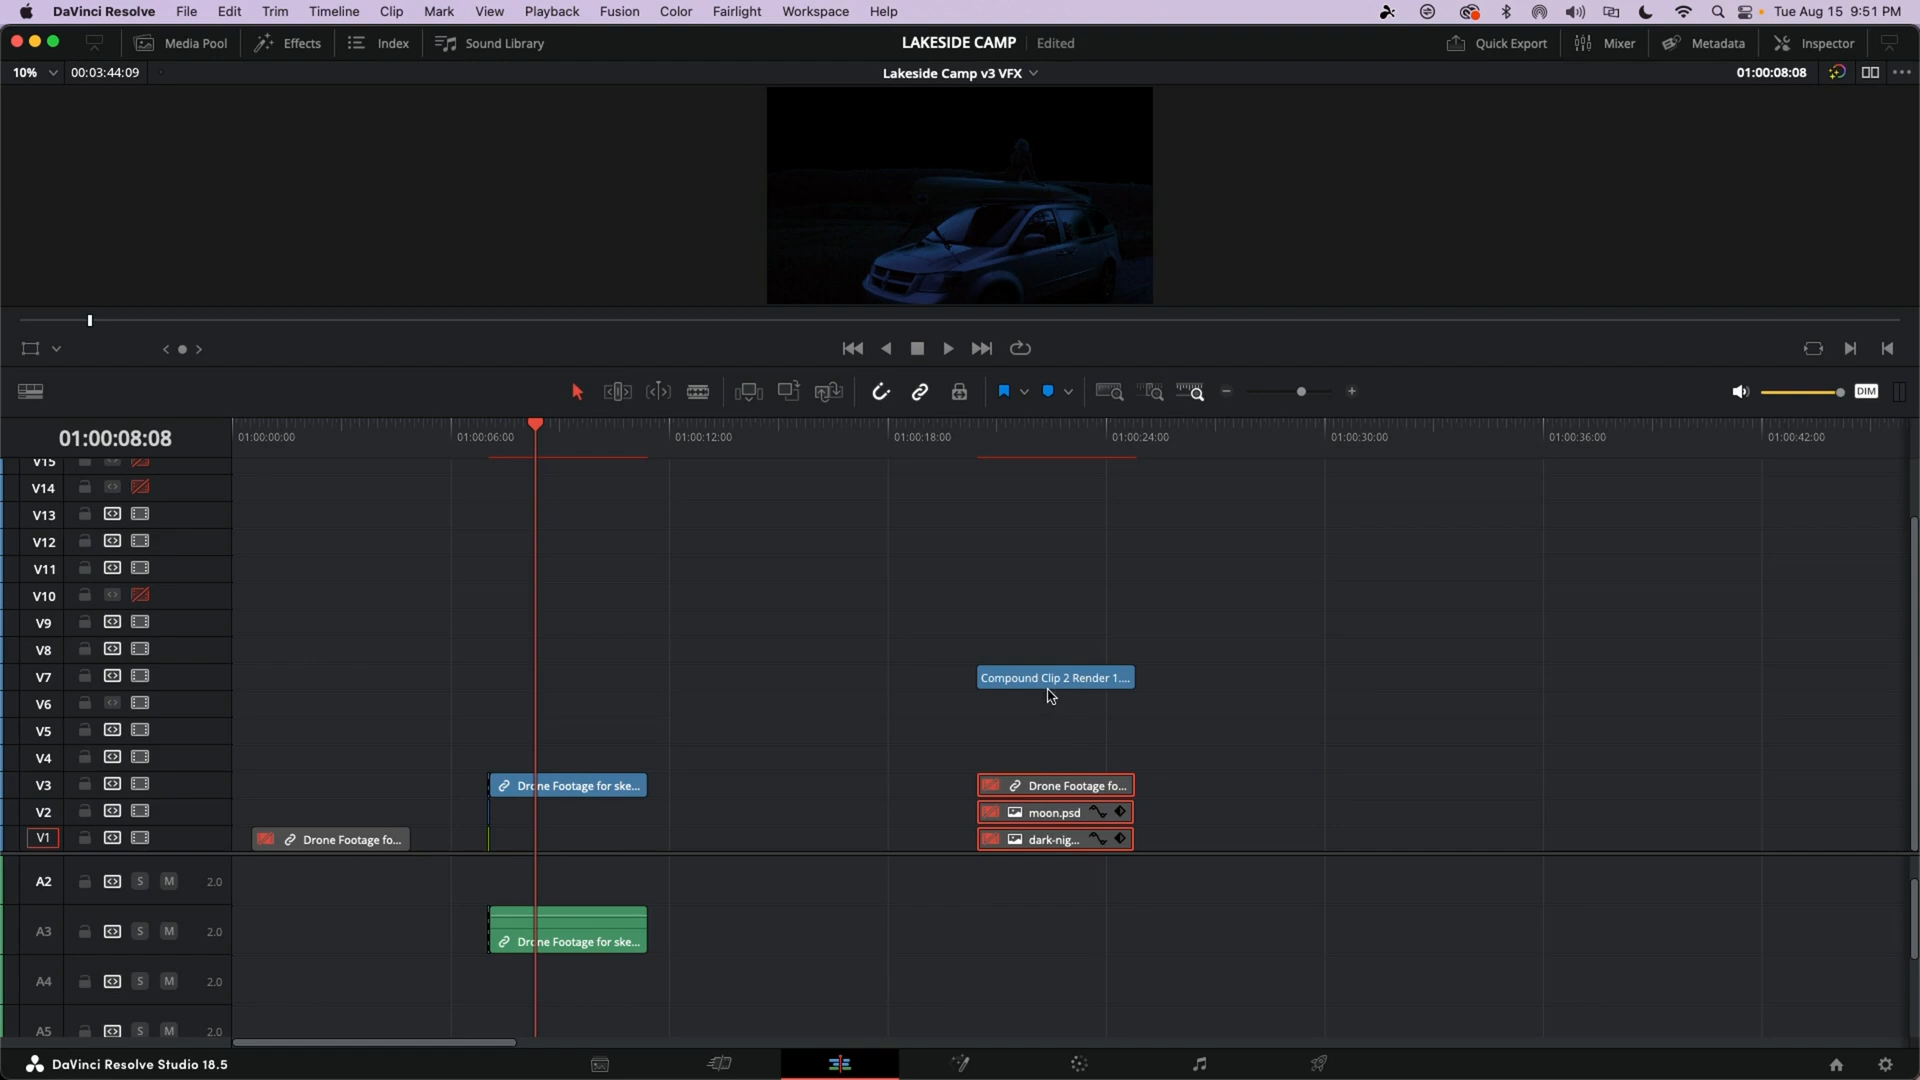 DaVinci Resolve File Edit Trim Timeline Clip Mark View Playback Fusion Color Fairlight Workspace Help Tue Aug 15 9:51 PM
Media Pool Effects Index Sound Library LAKESIDE CAMP Edited Quick Export Mixer Metadata Inspector
10% 00:03:44:09 Lakeside Camp v3 VFX 01:00:08:08
DIM
01:00:08:08 01:00:00:00 01:00:06:00 01:00:12:00 01:00:18:00 01:00:24:00 01:00:30:00 01:00:36:00 01:00:42:00
V15
V14
V13
V12
V11
V10
V9
V8
V7 Compound Clip 2 Render 1....
V6
V5
V4
V3 Drone Footage for ske... Drone Footage fo...
V2 moon.psd
V1 Drone Footage fo... dark-nig...
A2 S M 2.0
A3 S M 2.0 Drone Footage for ske...
A4 S M 2.0
A5 S M 2.0
DaVinci Resolve Studio 18.5